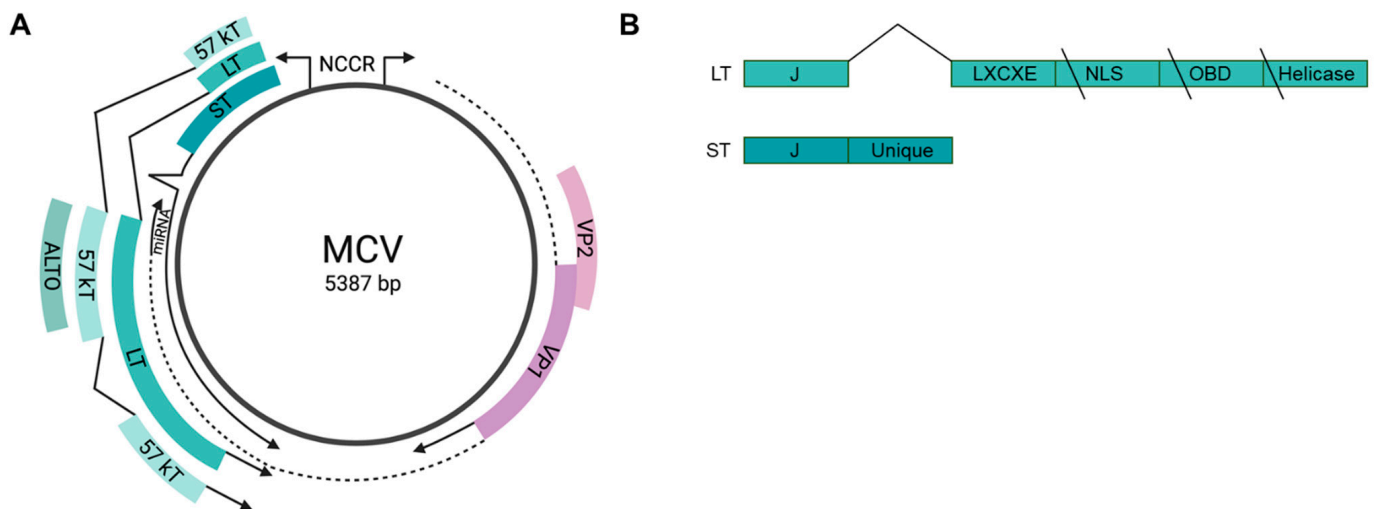 A
57 kT
LT
ST
NCCR
miRNA
MCV
5387 bp
ALTO
57 kT
LT
57 kT
VP2
VP1
B
LT
J
LXCXE
NLS
OBD
Helicase
ST
J
Unique